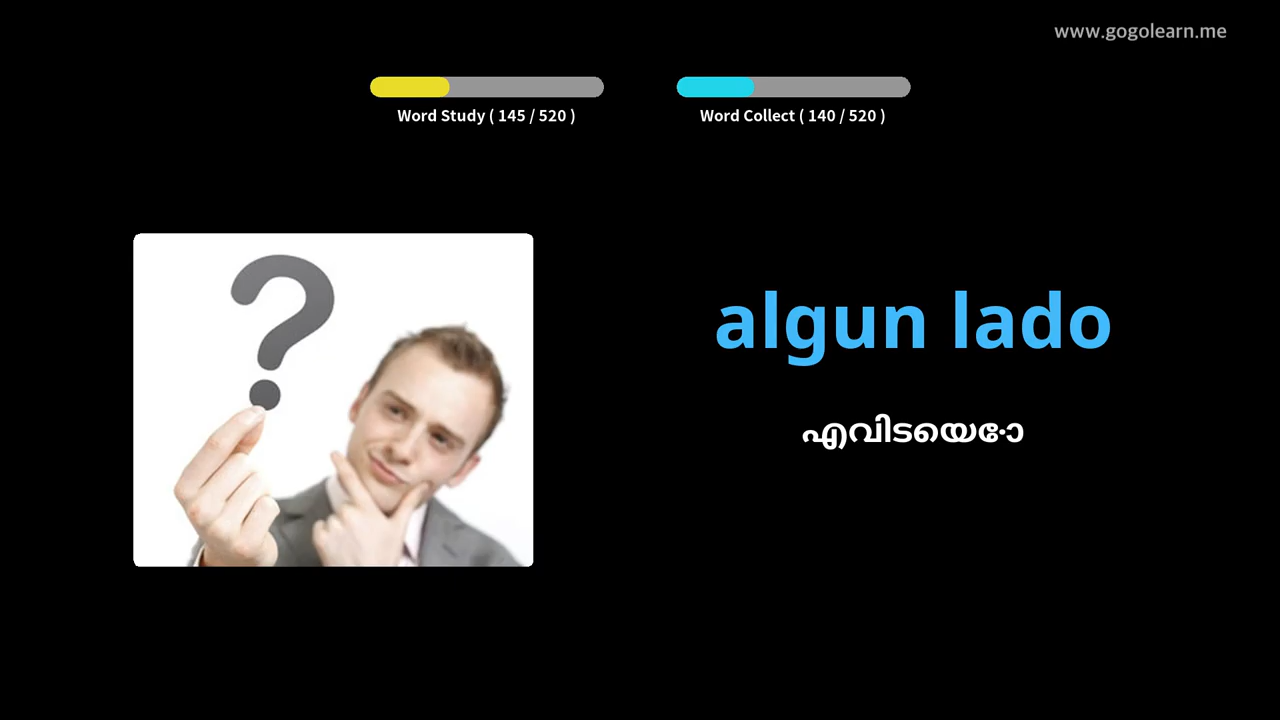 www.gogolearn.me
Word Study ( 145 / 520 )
Word Collect ( 140 / 520 )
algun lado
എവിടയെോ